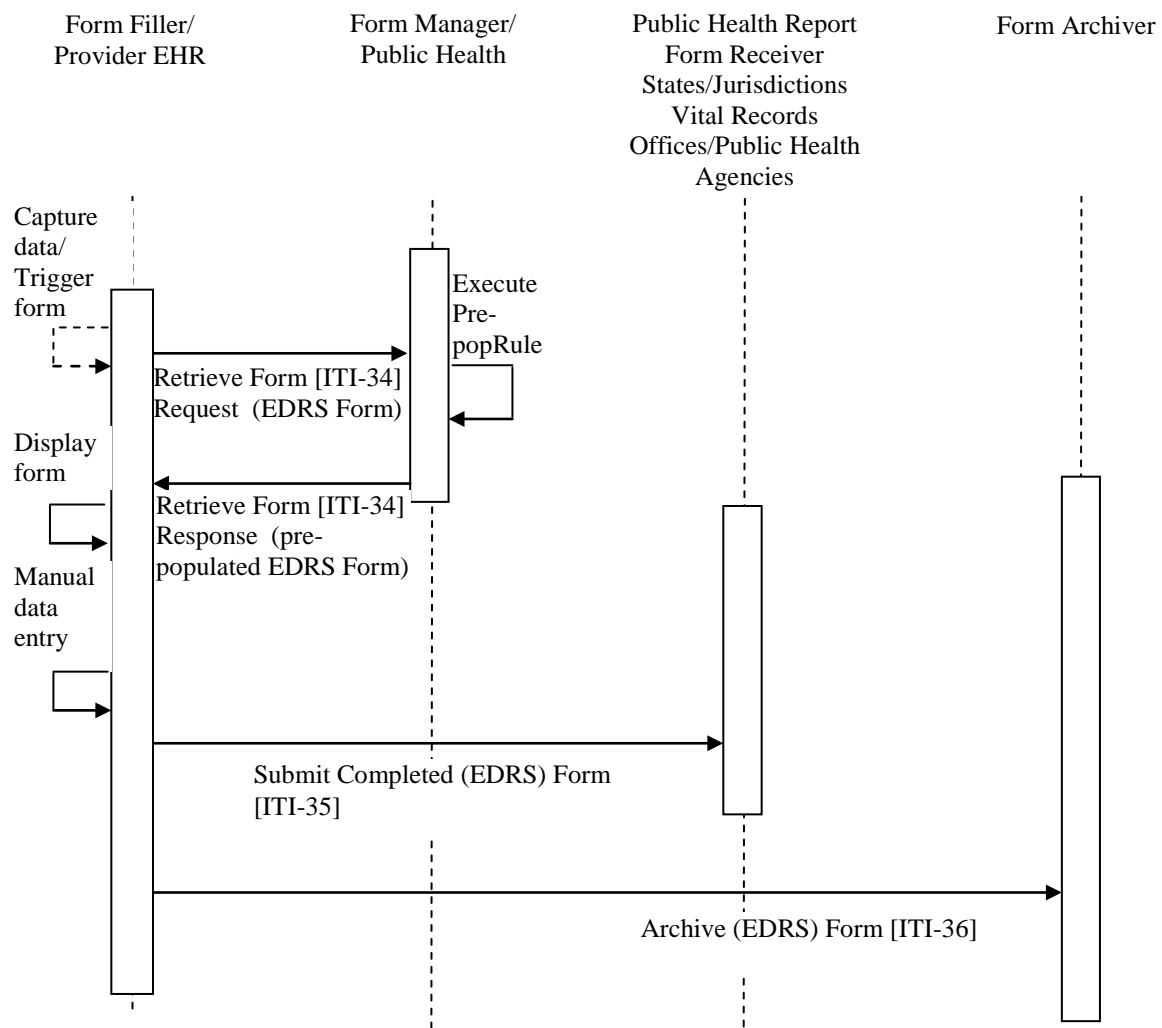 Form Filler/
Provider EHR
Form Manager/
Public Health
Public Health Report
Form Receiver
States/Jurisdictions
Vital Records
Offices/Public Health
Agencies
Form Archiver
Capture
data/
Trigger
form
Execute
Pre-
popRule
Retrieve Form [ITI-34]
Request (EDRS Form)
Display
form
Retrieve Form [ITI-34]
Response (pre-
populated EDRS Form)
Manual
data
entry
Submit Completed (EDRS) Form
[ITI-35]
Archive (EDRS) Form [ITI-36]